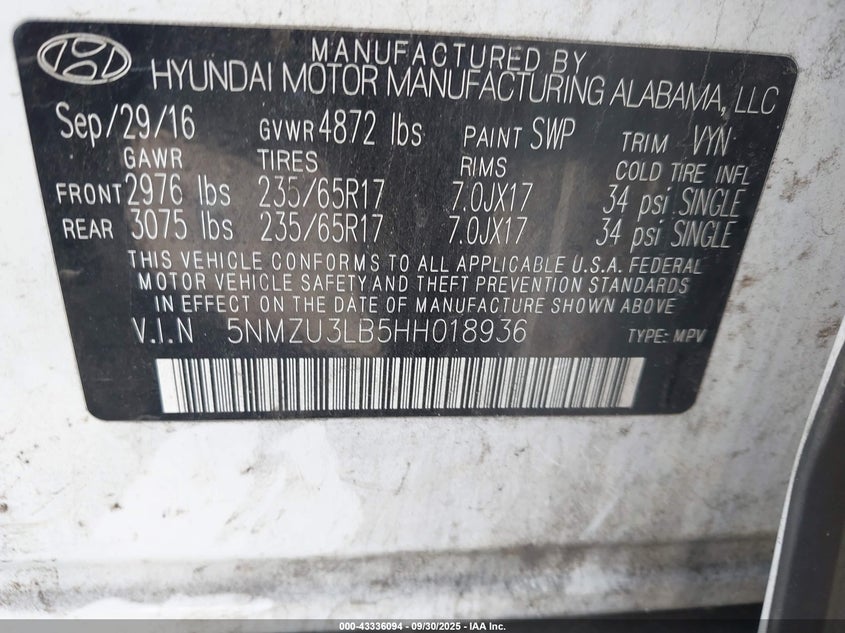 MANUFACTURED BY
HYUNDAI MOTOR MANUFACTURING ALABAMA, LLC
Sep/29/16 GVWR 4872 lbs PAINT SWP TRIM VYN
GAWR TIRES RIMS COLD TIRE INFL
FRONT 2976 lbs 235/65R17 7.0JX17 34 psi SINGLE
REAR 3075 lbs 235/65R17 7.0JX17 34 psi SINGLE
THIS VEHICLE CONFORMS TO ALL APPLICABLE U.S.A. FEDERAL
MOTOR VEHICLE SAFETY AND THEFT PREVENTION STANDARDS
IN EFFECT ON THE DATE OF MANUFACTURE SHOWN ABOVE
V.I.N 5NMZU3LB5HH018936 TYPE: MPV
000-43336094 - 09/30/2025 - IAA Inc.